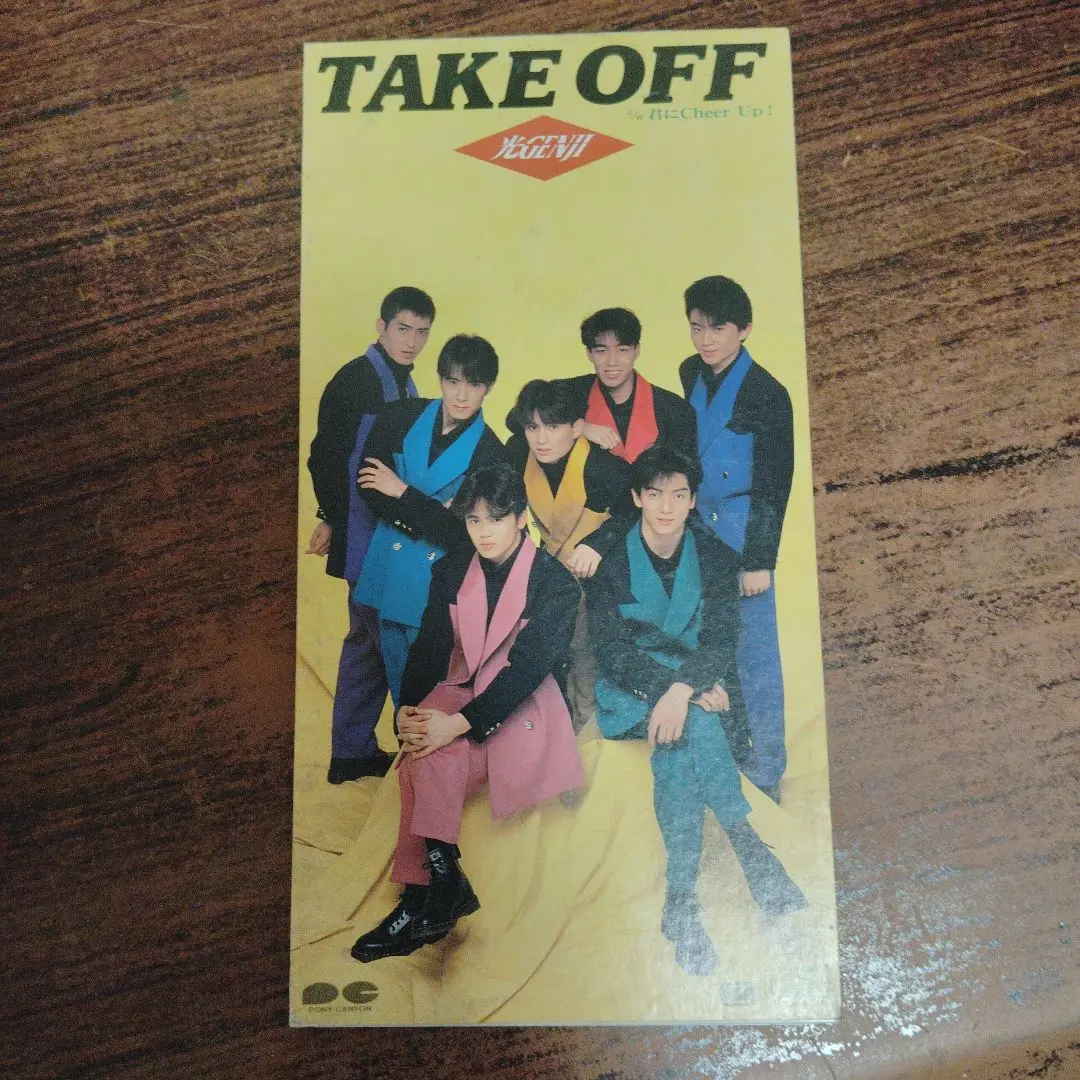 TAKE OFF
c/w 君にCheer Up!
光GENJI
PONY CANYON